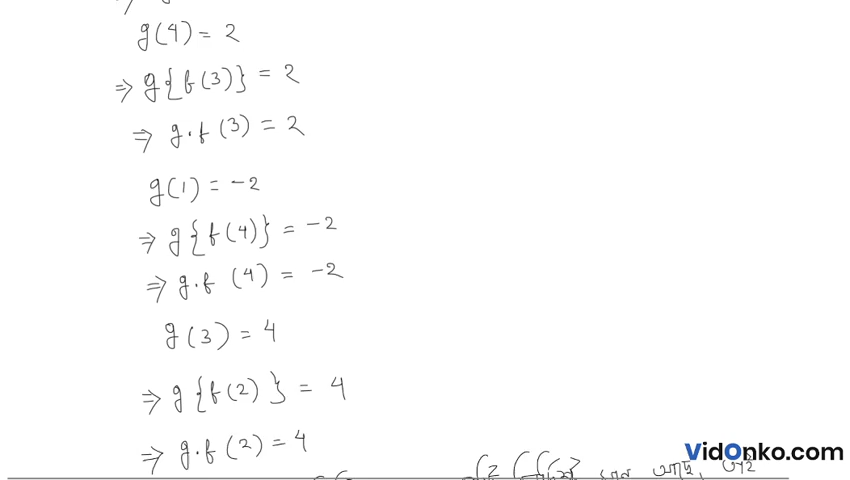 g(4) = 2
⇒ g{f(3)} = 2
⇒ g.f(3) = 2
g(1) = -2
⇒ g{f(4)} = -2
⇒ g.f (4) = -2
g(3) = 4
⇒ g{f(2)} = 4
⇒ g.f(2) = 4
মান আছে,
VidOnko.com